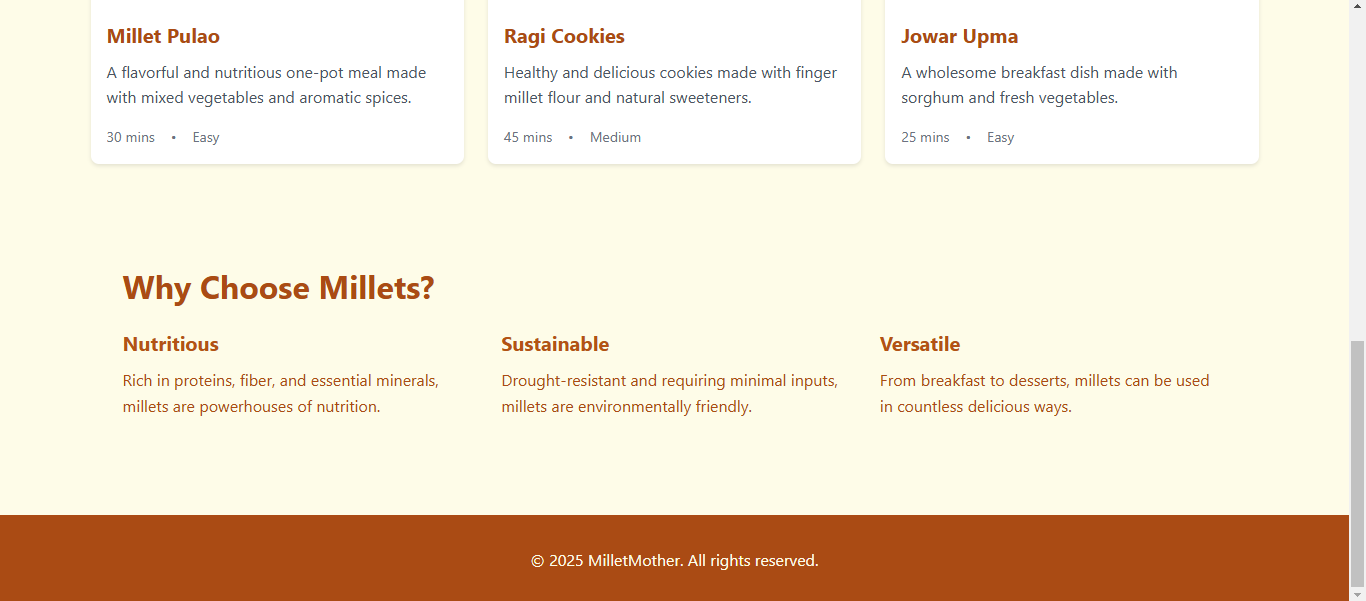 Millet Pulao
A flavorful and nutritious one-pot meal made
with mixed vegetables and aromatic spices.
30 mins • Easy
Ragi Cookies
Healthy and delicious cookies made with finger
millet flour and natural sweeteners.
45 mins • Medium
Jowar Upma
A wholesome breakfast dish made with
sorghum and fresh vegetables.
25 mins • Easy
Why Choose Millets?
Nutritious
Rich in proteins, fiber, and essential minerals,
millets are powerhouses of nutrition.
Sustainable
Drought-resistant and requiring minimal inputs,
millets are environmentally friendly.
Versatile
From breakfast to desserts, millets can be used
in countless delicious ways.
© 2025 MilletMother. All rights reserved.